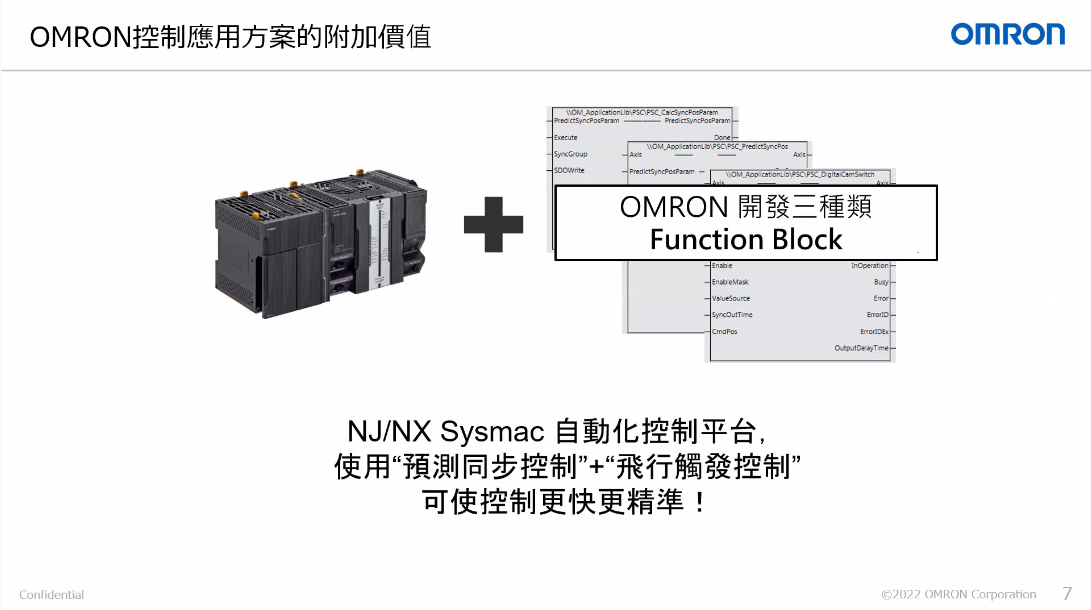 OMRON控制應用方案的附加價值
OMRON
\\OM_ApplicationLib\PSC\PSC_CalcSyncPosParam
PredictSyncPosParam PredictSyncPosParam
Execute Done
SyncGroup
SDOWrite
\\OM_ApplicationLib\PSC\PSC_PredictSyncPos
Axis Axis
PredictSyncPosParam
\\OM_ApplicationLib\PSC\PSC_DigitalCamSwitch
Axis Axis
OMRON 開發三種類
Function Block
Enable InOperation
EnableMask Busy
ValueSource Error
SyncOutTime ErrorID
CmdPos ErrorIDEx
OutputDelayTime
NJ/NX Sysmac 自動化控制平台,
使用“預測同步控制”+“飛行觸發控制”
可使控制更快更精準！
Confidential
©2022 OMRON Corporation
7